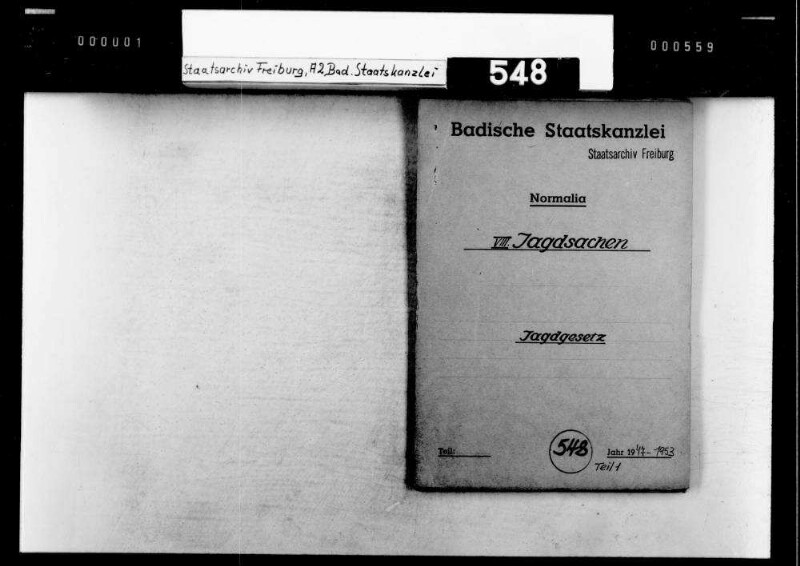 000001
000559
Staatsarchiv Freiburg, A2, Bad. Staatskanzlei
548
Badische Staatskanzlei
Staatsarchiv Freiburg
Normalia
VIII. Jagdsachen
Jagdgesetz
Teil:
548
Jahr 1947-1953
Teil 1